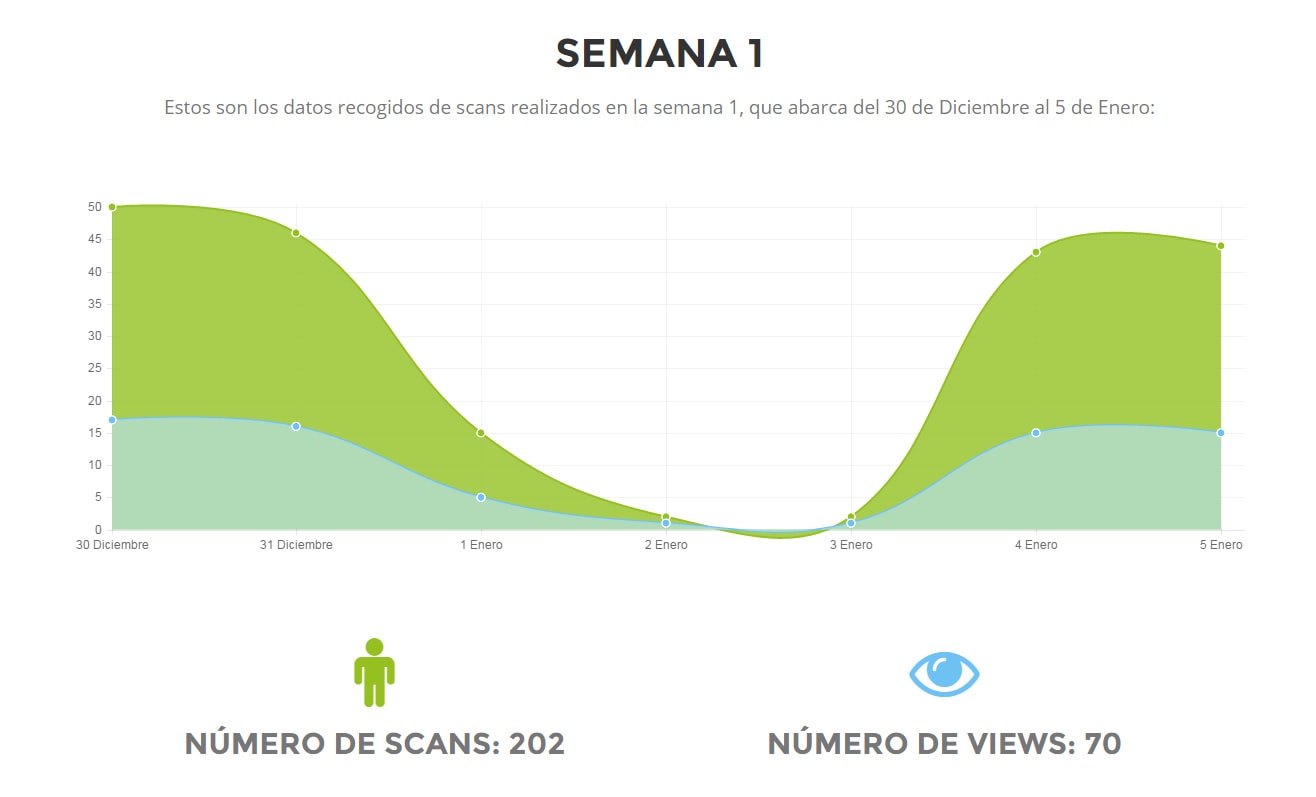 SEMANA 1
Estos son los datos recogidos de scans realizados en la semana 1, que abarca del 30 de Diciembre al 5 de Enero:
50
45
40
35
30
25
20
15
10
5
0
30 Diciembre 31 Diciembre 1 Enero 2 Enero 3 Enero 4 Enero 5 Enero
NÚMERO DE SCANS: 202 NÚMERO DE VIEWS: 70